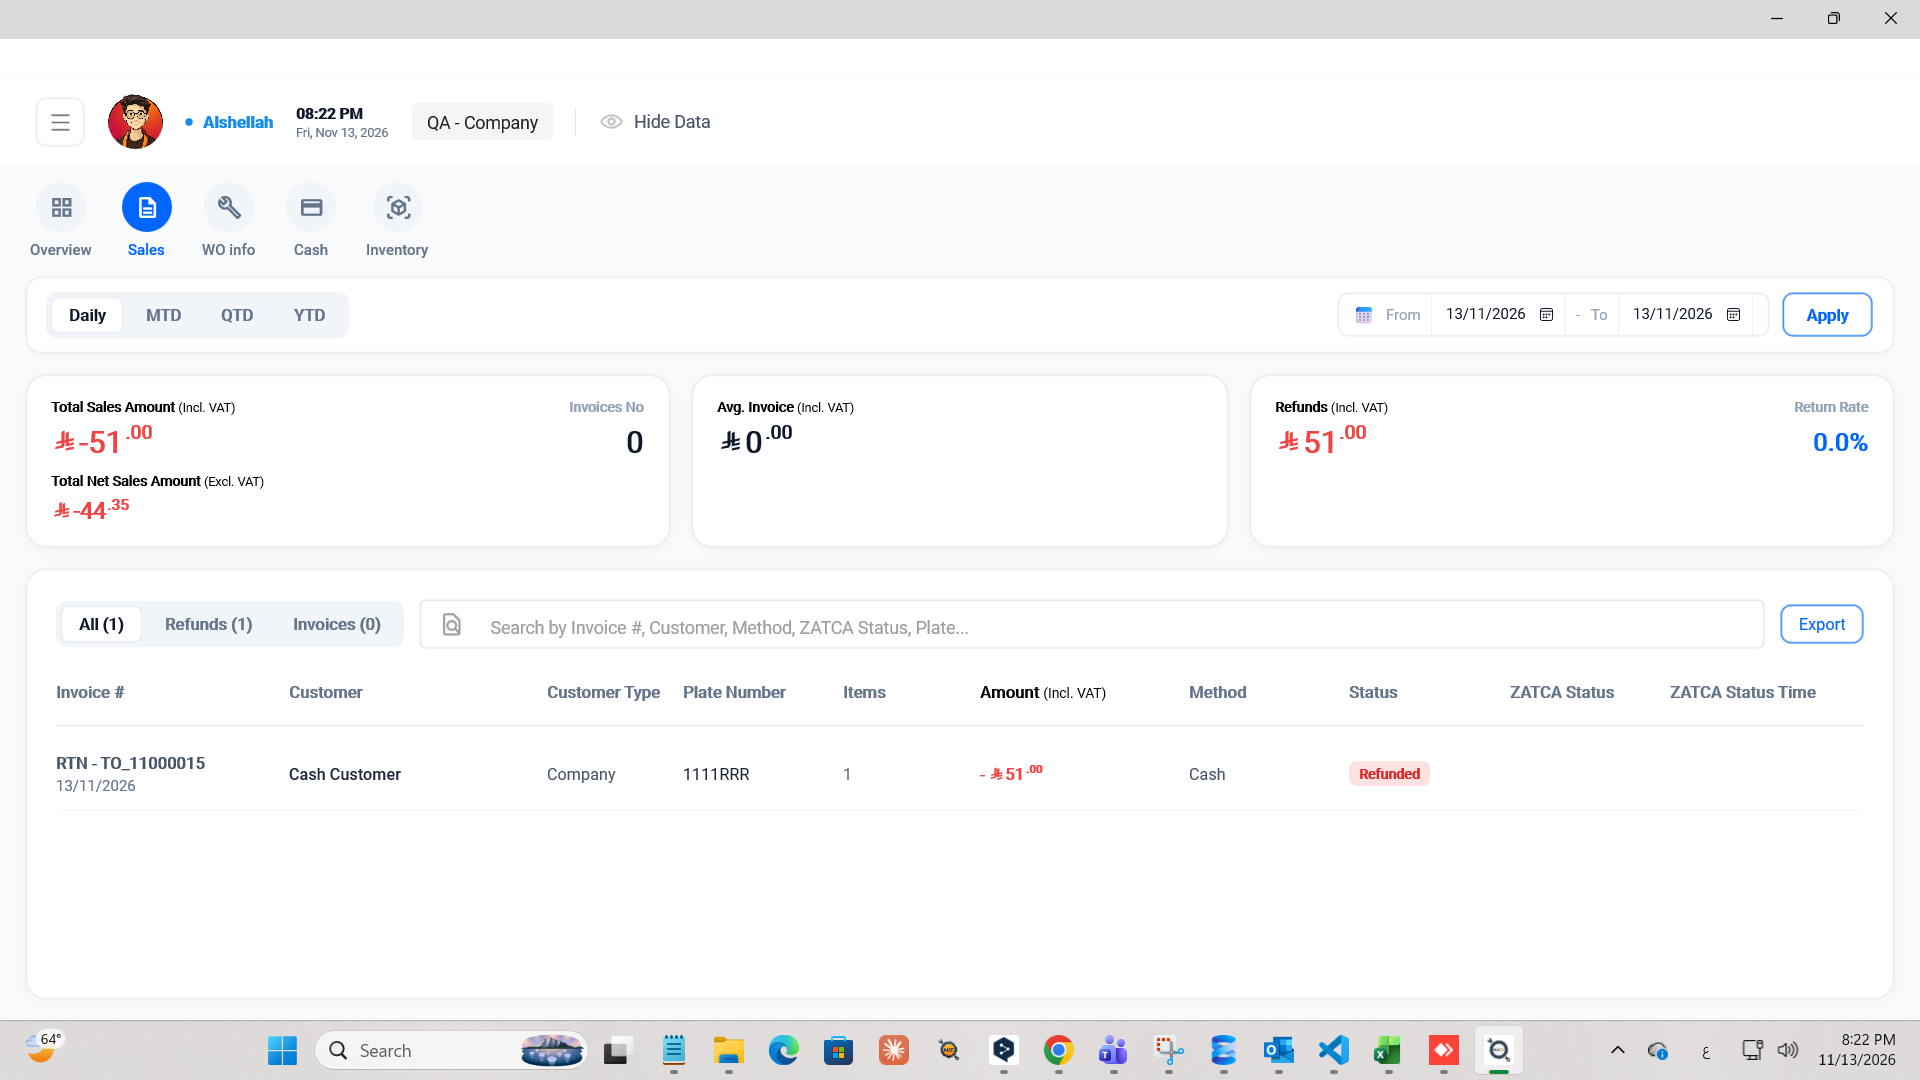 Alshellah
08:22 PM
Fri, Nov 13, 2026
QA - Company
Hide Data
Overview
Sales
WO info
Cash
Inventory
Daily
MTD
QTD
YTD
From
13/11/2026
- To
13/11/2026
Apply
Total Sales Amount (Incl. VAT)
Invoices No
-51.00
0
Total Net Sales Amount (Excl. VAT)
-44.35
Avg. Invoice (Incl. VAT)
0.00
Refunds (Incl. VAT)
Return Rate
51.00
0.0%
All (1)
Refunds (1)
Invoices (0)
Search by Invoice #, Customer, Method, ZATCA Status, Plate...
Export
Invoice # Customer Customer Type Plate Number Items Amount (Incl. VAT) Method Status ZATCA Status ZATCA Status Time
RTN - TO_11000015
13/11/2026
Cash Customer Company 1111RRR 1 - 51.00 Cash Refunded
64°
Search
ع
8:22 PM
11/13/2026